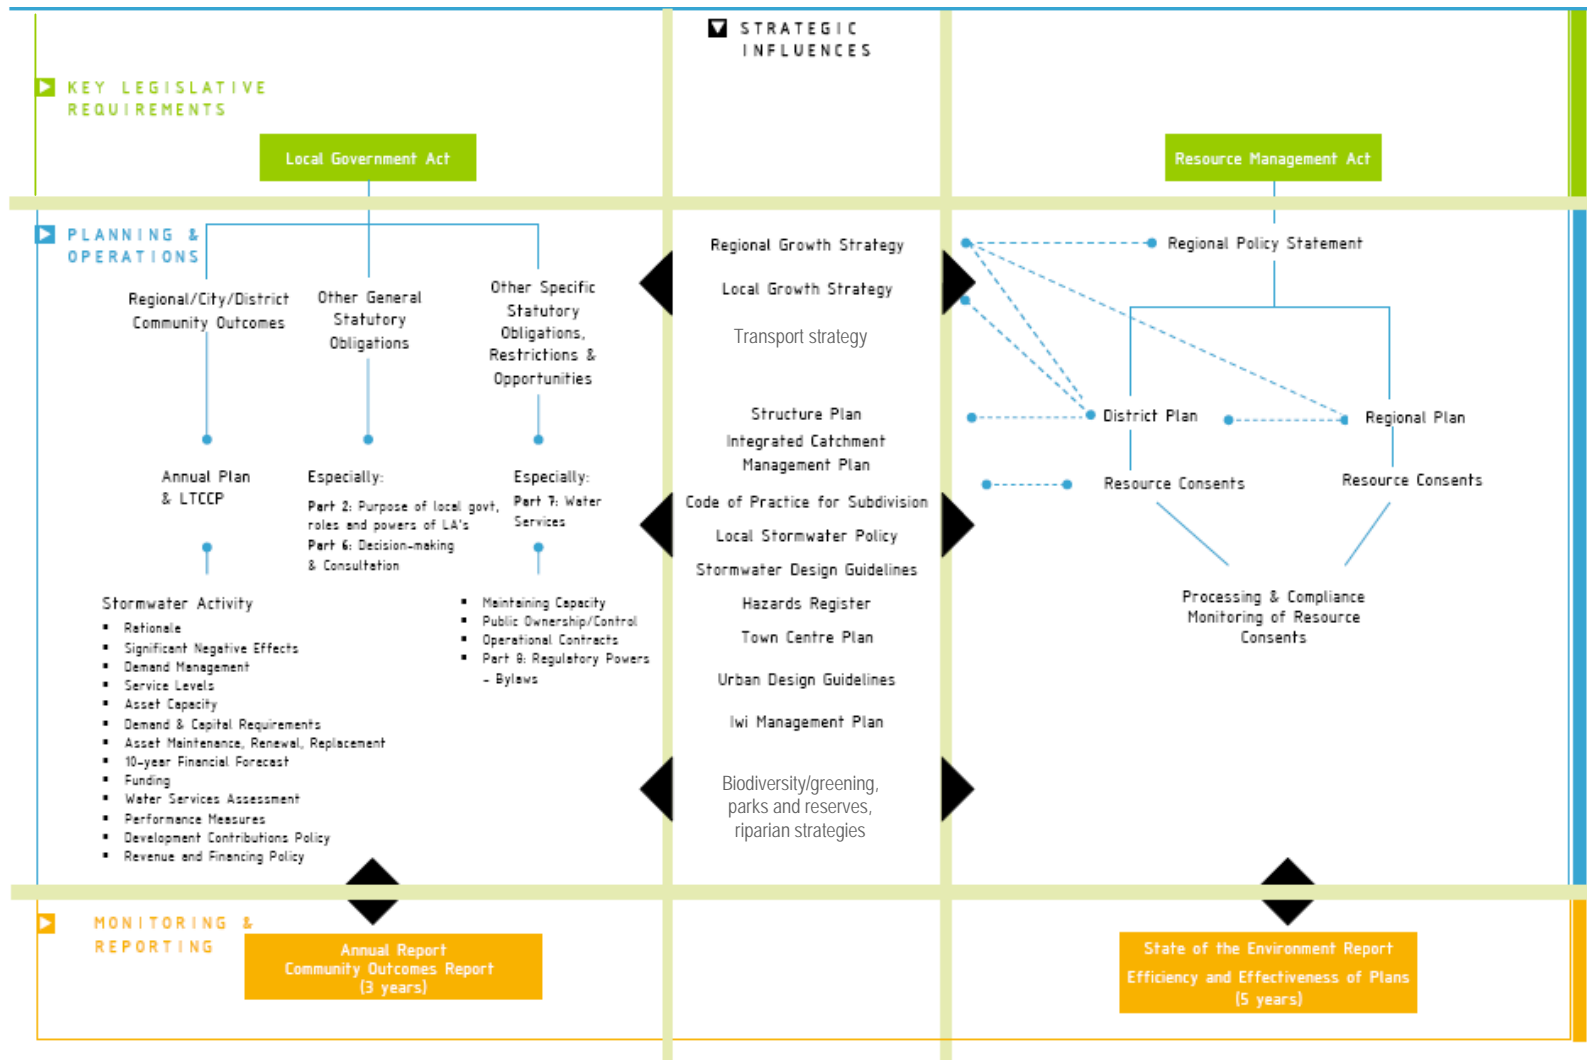 STRATEGIC
INFLUENCES
KEY LEGISLATIVE
REQUIREMENTS
Local Government Act
Resource Management Act
PLANNING &
OPERATIONS
Regional/City/District
Community Outcomes
Other General
Statutory
Obligations
Other Specific
Statutory
Obligations,
Restrictions &
Opportunities
Annual Plan
& LTCCP
Especially:
Part 2: Purpose of local govt,
roles and powers of LA's
Part 6: Decision-making
& Consultation
Especially:
Part 7: Water
Services
Stormwater Activity
▪ Rationale
▪ Significant Negative Effects
▪ Demand Management
▪ Service Levels
▪ Asset Capacity
▪ Demand & Capital Requirements
▪ Asset Maintenance, Renewal, Replacement
▪ 10-year Financial Forecast
▪ Funding
▪ Water Services Assessment
▪ Performance Measures
▪ Development Contributions Policy
▪ Revenue and Financing Policy
▪ Maintaining Capacity
▪ Public Ownership/Control
▪ Operational Contracts
▪ Part 8: Regulatory Powers
- Bylaws
Regional Growth Strategy
Local Growth Strategy
Transport strategy
Structure Plan
Integrated Catchment
Management Plan
Code of Practice for Subdivision
Local Stormwater Policy
Stormwater Design Guidelines
Hazards Register
Town Centre Plan
Urban Design Guidelines
Iwi Management Plan
Biodiversity/greening,
parks and reserves,
riparian strategies
Regional Policy Statement
District Plan
Regional Plan
Resource Consents
Resource Consents
Processing & Compliance
Monitoring of Resource
Consents
MONITORING &
REPORTING
Annual Report
Community Outcomes Report
(3 years)
State of the Environment Report
Efficiency and Effectiveness of Plans
(5 years)